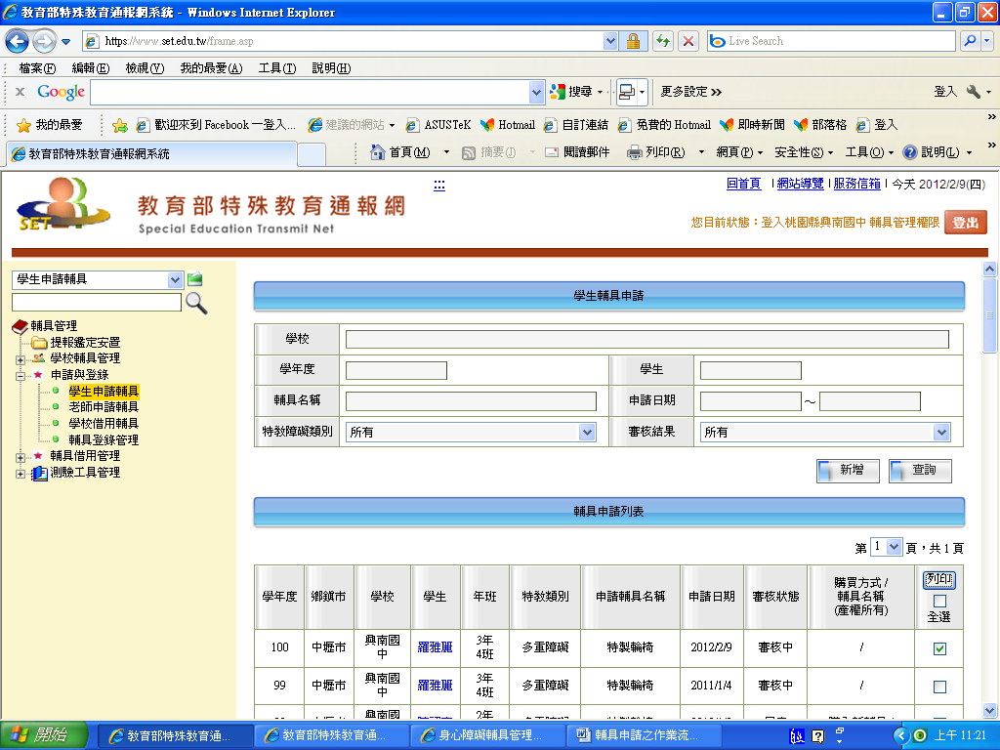 教育部特殊教育通報網系統 - Windows Internet Explorer
https://www.set.edu.tw/frame.asp
Live Search
檔案(F) 編輯(E) 檢視(V) 我的最愛(A) 工具(T) 說明(H)
x Google 搜尋 更多設定 >> 登入
我的最愛 歡迎來到 Facebook ─登入... 建議的網站 ASUSTeK Hotmail 自訂連結 免費的 Hotmail 即時新聞 部落格 登入
教育部特殊教育通報網系統 首頁(M) 摘要(J) 閱讀郵件 列印(R) 網頁(P) 安全性(S) 工具(O) 說明(L)
:::
回首頁 | 網站導覽 | 服務信箱 | 今天 2012/2/9(四)
SET
教育部特殊教育通報網
Special Education Transmit Net
您目前狀態：登入桃園縣興南國中 輔具管理權限 登出
學生申請輔具
輔具管理
提報鑑定安置
學校輔具管理
申請與登錄
學生申請輔具
老師申請輔具
學校借用輔具
輔具登錄管理
輔具借用管理
測驗工具管理
學生輔具申請
學校
學年度 學生
輔具名稱 申請日期 ～
特教障礙類別 所有 審核結果 所有
新增 查詢
輔具申請列表
第 1 頁，共 1 頁
學年度 鄉鎮市 學校 學生 年班 特教類別 申請輔具名稱 申請日期 審核狀態 購買方式 / 輔具名稱 (產權所有) 列印 全選
100 中壢市 興南國中 羅雅麗 3年4班 多重障礙 特製輪椅 2012/2/9 審核中 /
99 中壢市 興南國中 羅雅麗 3年4班 多重障礙 特製輪椅 2011/1/4 審核中 /
開始 教育部特殊教育通... 教育部特殊教育通... 身心障礙輔具管理... 輔具申請之作業流... 上午 11:21